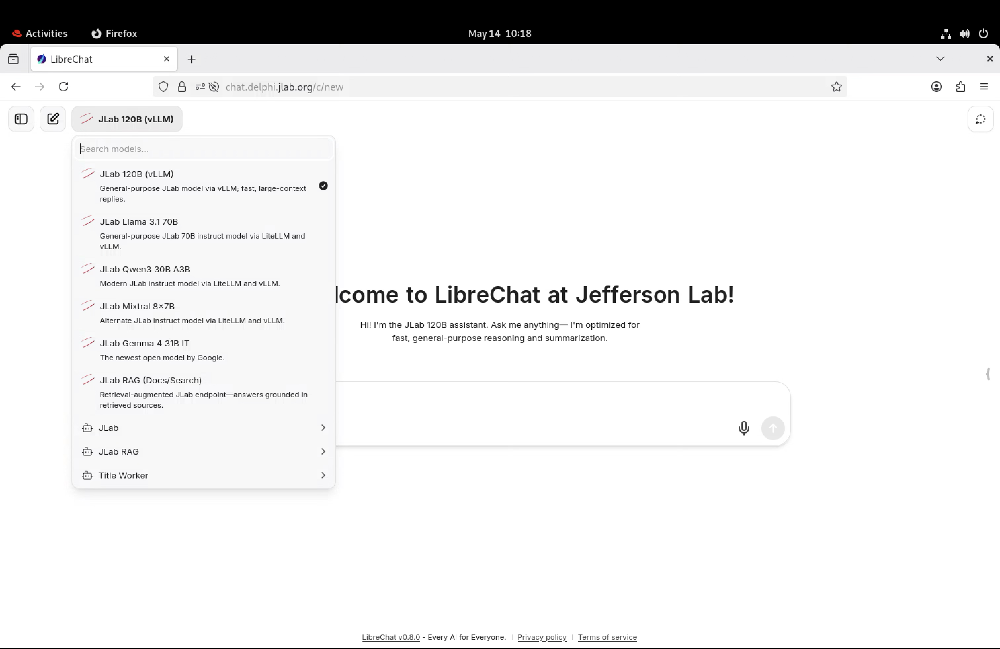 Activities Firefox May 14 10:18
LibreChat
chat.delphi.jlab.org/c/new
JLab 120B (vLLM)
Search models...
JLab 120B (vLLM)
General-purpose JLab model via vLLM; fast, large-context
replies.
JLab Llama 3.1 70B
General-purpose JLab 70B instruct model via LiteLLM and
vLLM.
JLab Qwen3 30B A3B
Modern JLab instruct model via LiteLLM and vLLM.
JLab Mixtral 8×7B
Alternate JLab instruct model via LiteLLM and vLLM.
JLab Gemma 4 31B IT
The newest open model by Google.
JLab RAG (Docs/Search)
Retrieval-augmented JLab endpoint—answers grounded in
retrieved sources.
JLab
JLab RAG
Title Worker
lcome to LibreChat at Jefferson Lab!
Hi! I'm the JLab 120B assistant. Ask me anything— I'm optimized for
fast, general-purpose reasoning and summarization.
LibreChat v0.8.0 - Every AI for Everyone. | Privacy policy | Terms of service